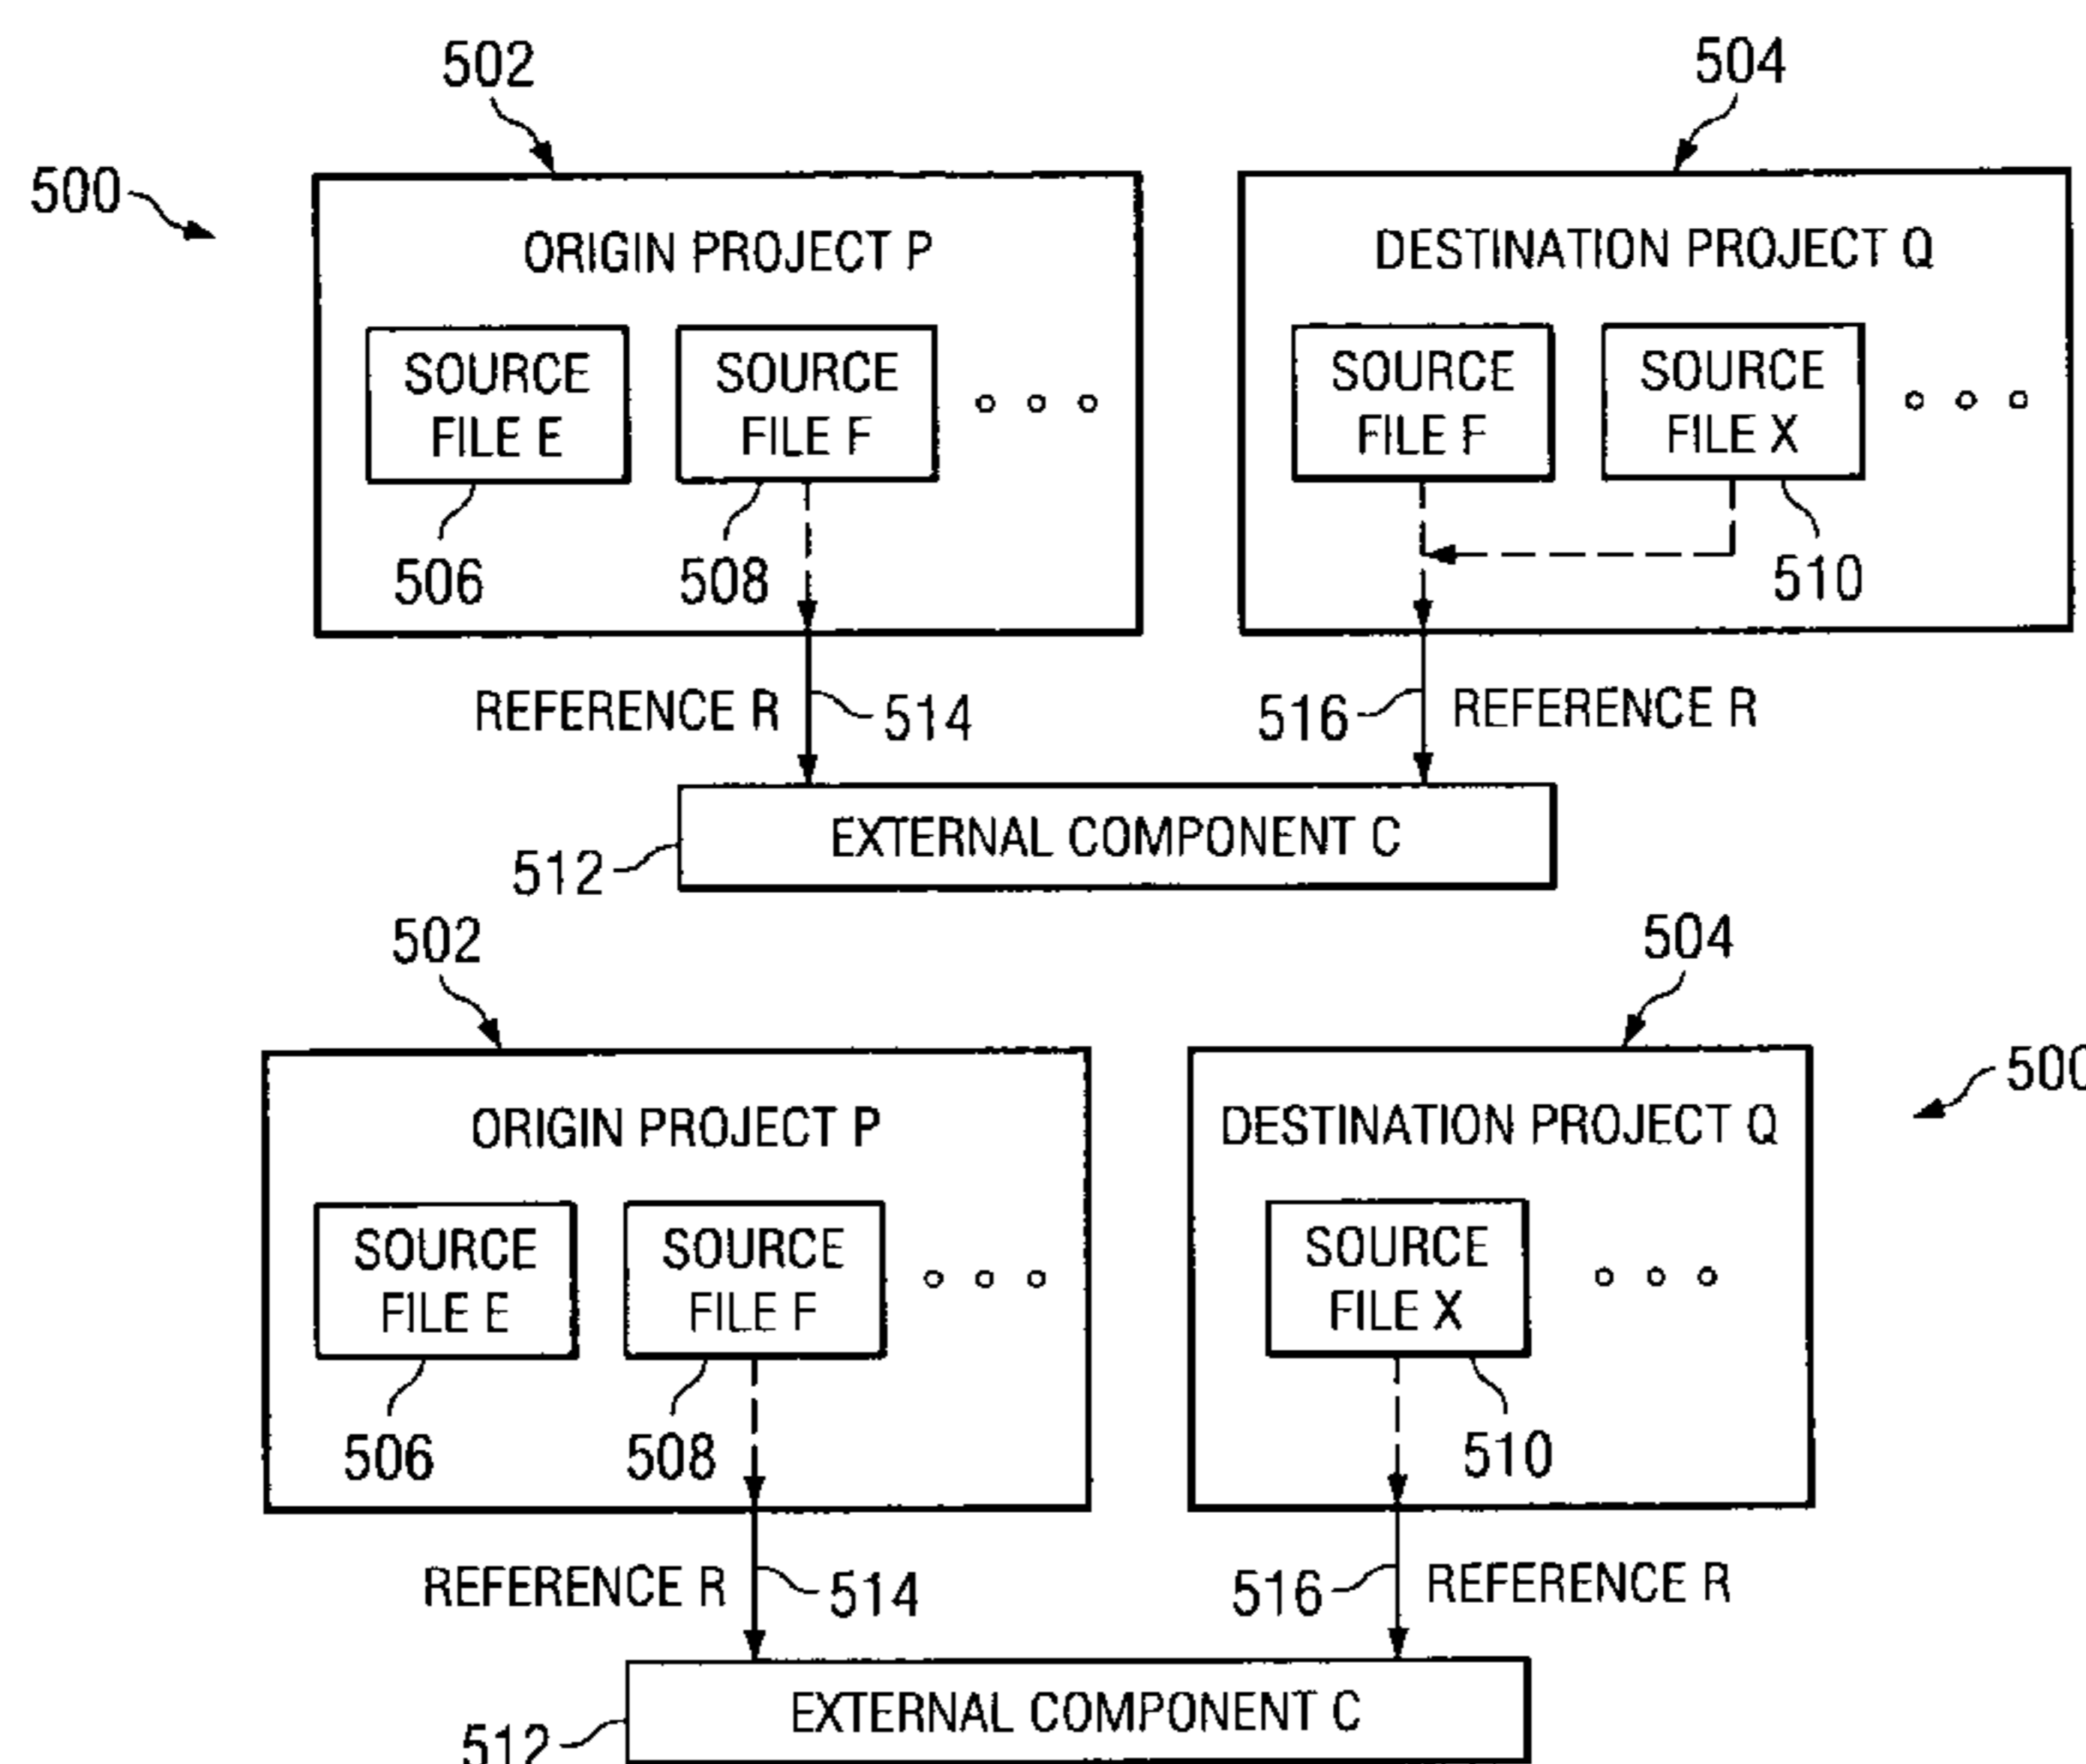 502
504
500
ORIGIN PROJECT P
DESTINATION PROJECT Q
SOURCE
FILE E
SOURCE
FILE F
SOURCE
FILE F
SOURCE
FILE X
506
508
510
REFERENCE R
514
516
REFERENCE R
EXTERNAL COMPONENT C
512
502
504
500
ORIGIN PROJECT P
DESTINATION PROJECT Q
SOURCE
FILE E
SOURCE
FILE F
SOURCE
FILE X
506
508
510
REFERENCE R
514
516
REFERENCE R
EXTERNAL COMPONENT C
512